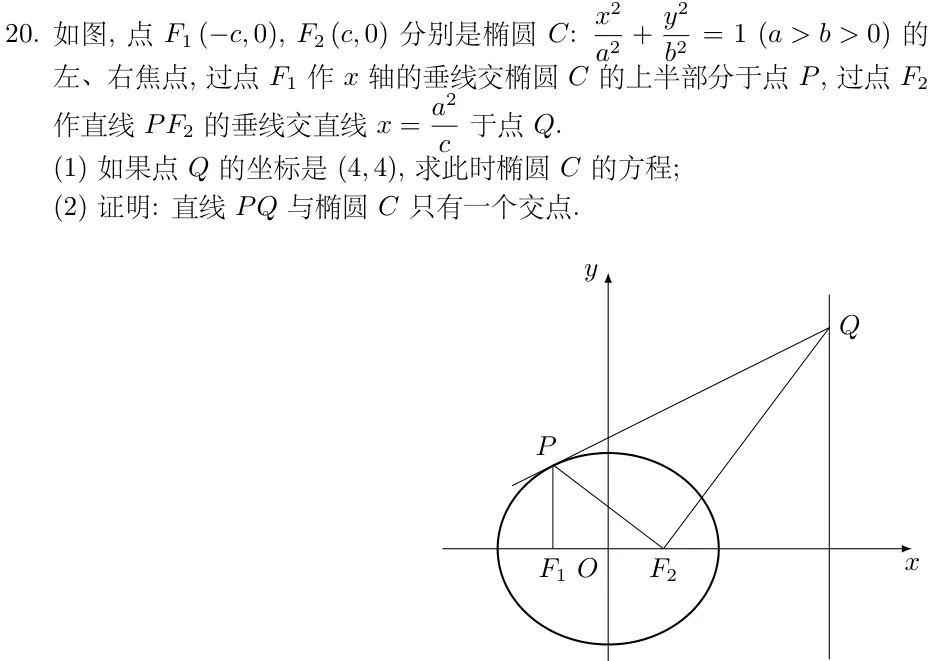 20. 如图, 点 F₁(−c, 0), F₂(c, 0) 分别是椭圆 C: x²/a² + y²/b² = 1 (a > b > 0) 的
左、右焦点, 过点 F₁ 作 x 轴的垂线交椭圆 C 的上半部分于点 P, 过点 F₂
作直线 PF₂ 的垂线交直线 x = a²/c 于点 Q.
(1) 如果点 Q 的坐标是 (4, 4), 求此时椭圆 C 的方程;
(2) 证明: 直线 PQ 与椭圆 C 只有一个交点.
y
Q
P
F₁ O F₂ x